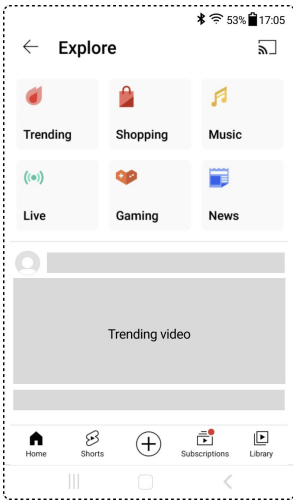 53% 17:05
Explore
Trending Shopping Music
Live Gaming News
Trending video
Home Shorts Subscriptions Library